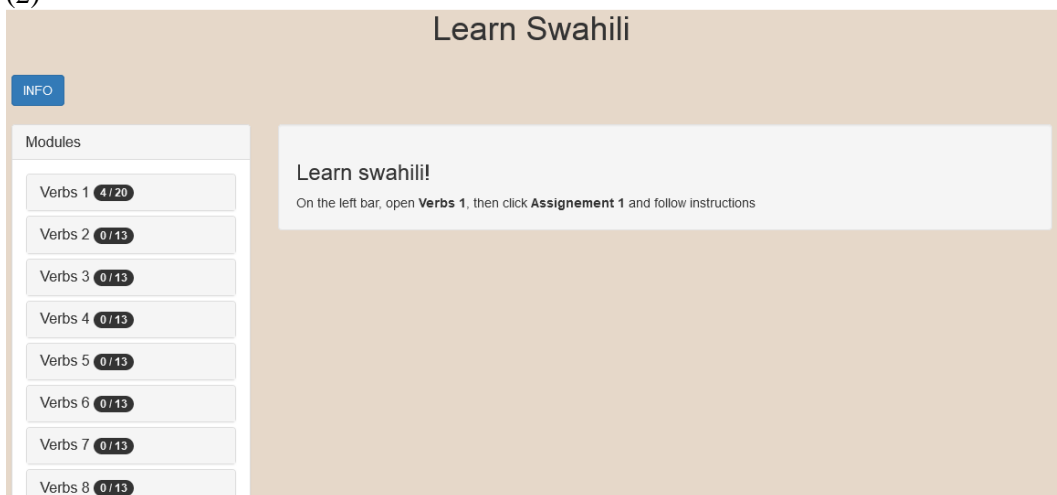 (2)
Learn Swahili
INFO
Modules
Verbs 1 4 / 20
Verbs 2 0 / 13
Verbs 3 0 / 13
Verbs 4 0 / 13
Verbs 5 0 / 13
Verbs 6 0 / 13
Verbs 7 0 / 13
Verbs 8 0 / 13
Learn swahili!
On the left bar, open Verbs 1, then click Assignement 1 and follow instructions